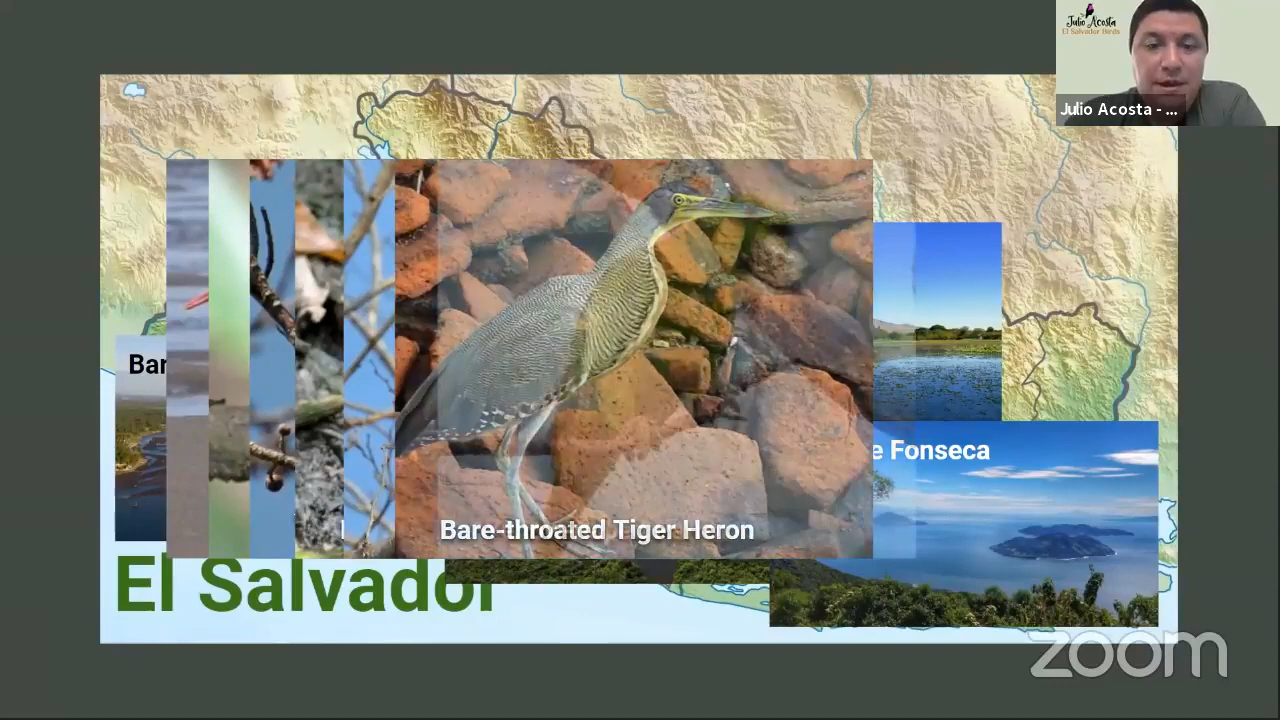 Julio Acosta
El Salvador Birds
Julio Acosta - ...
Bar
e Fonseca
Bare-throated Tiger Heron
El Salvador
zoom